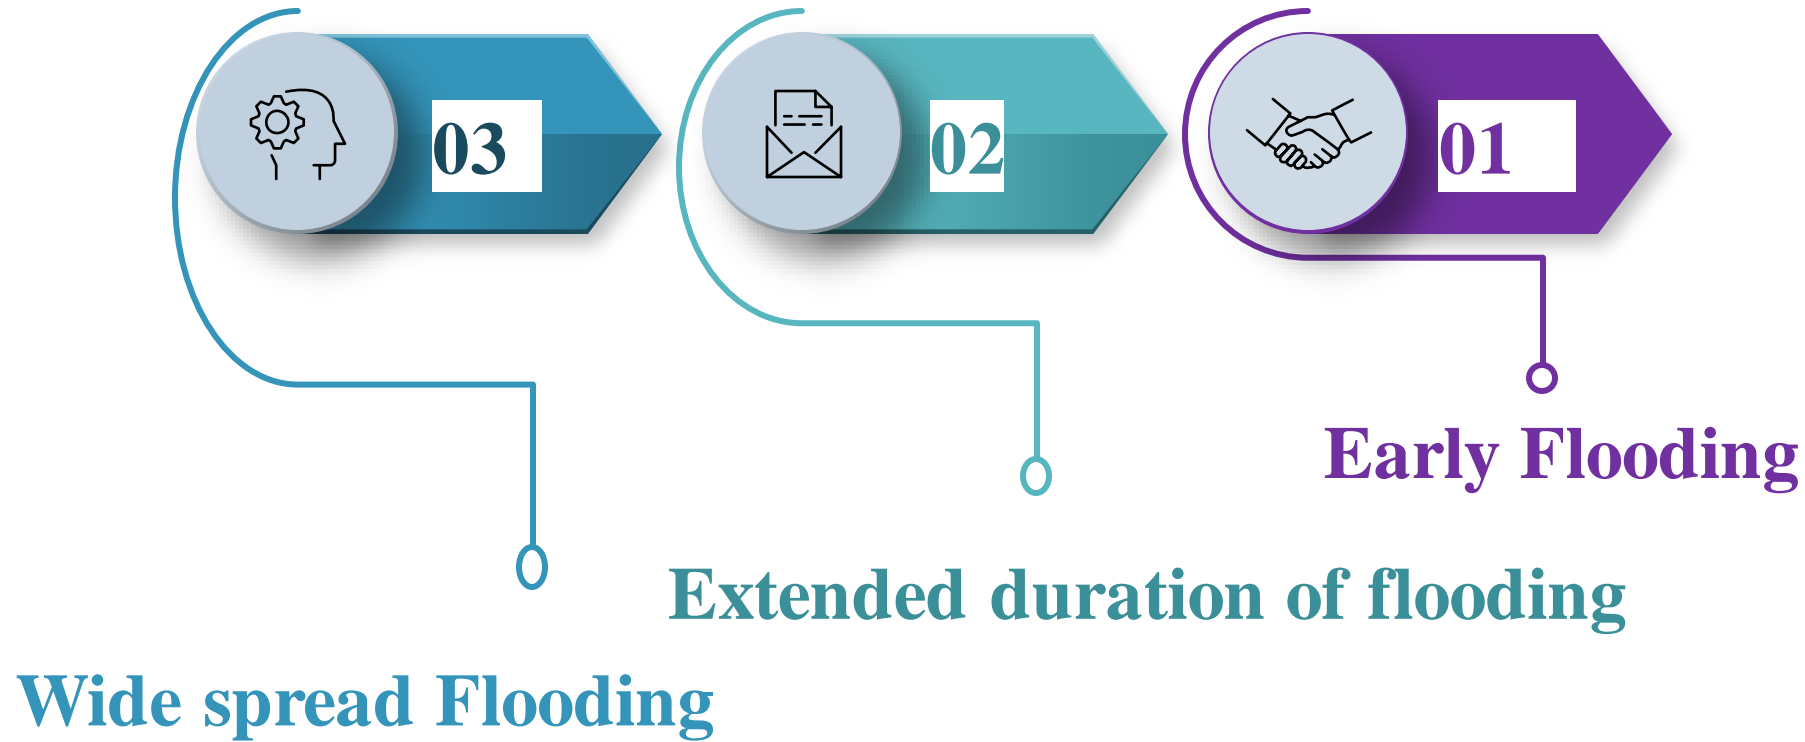 03
02
01
Early Flooding
Extended duration of flooding
Wide spread Flooding